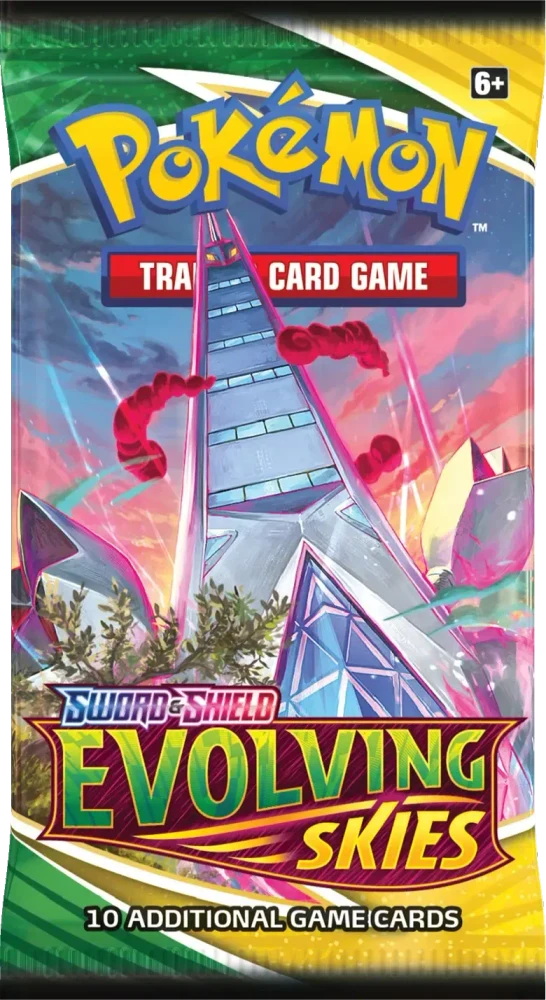 6+
POKéMON
™
TRA CARD GAME
SWORD & SHIELD
EVOLVING
SKIES
10 ADDITIONAL GAME CARDS